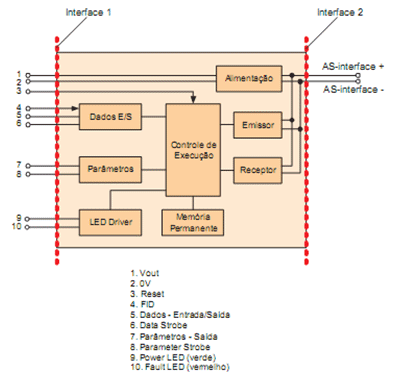 Interface 1
Interface 2
1
2
3
4
5
6
7
8
9
10
Alimentação
AS-interface +
AS-interface -
Dados E/S
Controle de
Execução
Emissor
Parâmetros
Receptor
LED Driver
Memória
Permanente
1. Vout
2. 0V
3. Reset
4. FID
5. Dados - Entrada/Saída
6. Data Strobe
7. Parâmetros - Saída
8. Parameter Strobe
9. Power LED (verde)
10. Fault LED (vermelho)